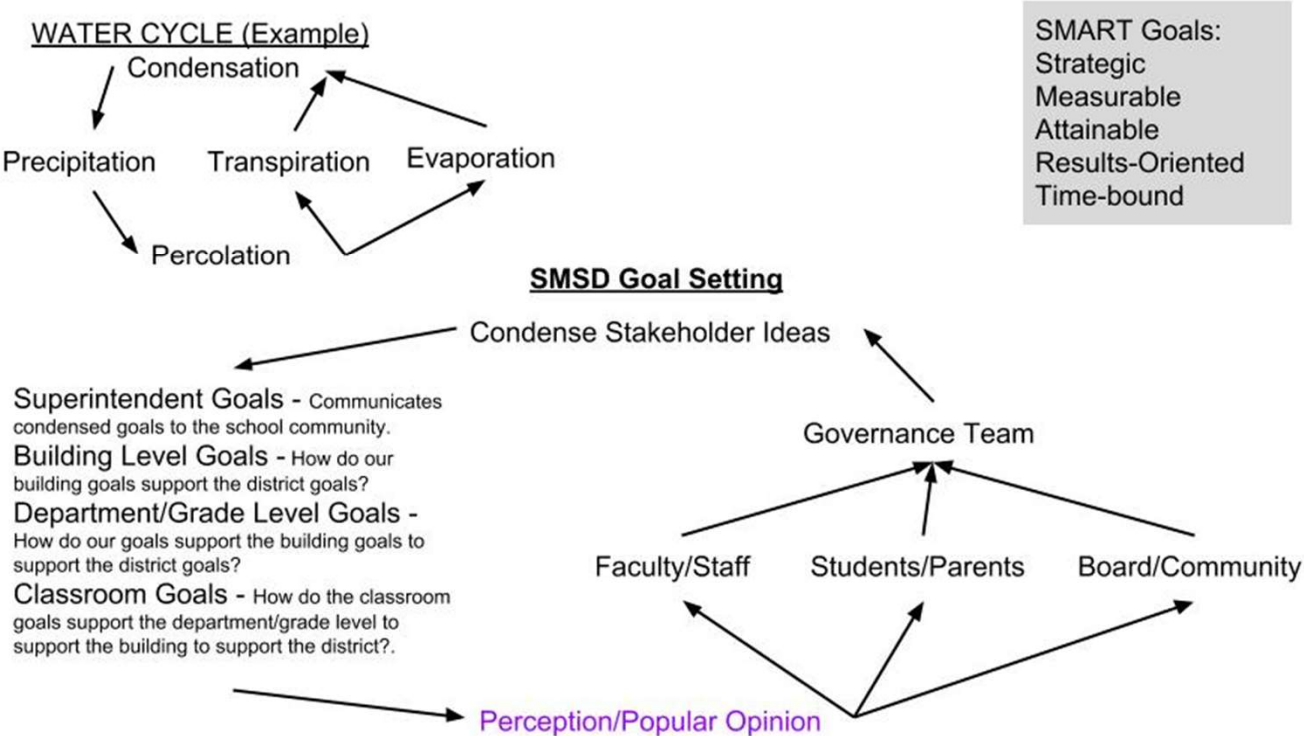 WATER CYCLE (Example)
Condensation
Precipitation
Transpiration
Evaporation
Percolation
SMART Goals:
Strategic
Measurable
Attainable
Results-Oriented
Time-bound
SMSD Goal Setting
Condense Stakeholder Ideas
Superintendent Goals - Communicates
condensed goals to the school community.
Building Level Goals - How do our
building goals support the district goals?
Department/Grade Level Goals -
How do our goals support the building goals to
support the district goals?
Classroom Goals - How do the classroom
goals support the department/grade level to
support the building to support the district?.
Governance Team
Faculty/Staff
Students/Parents
Board/Community
Perception/Popular Opinion